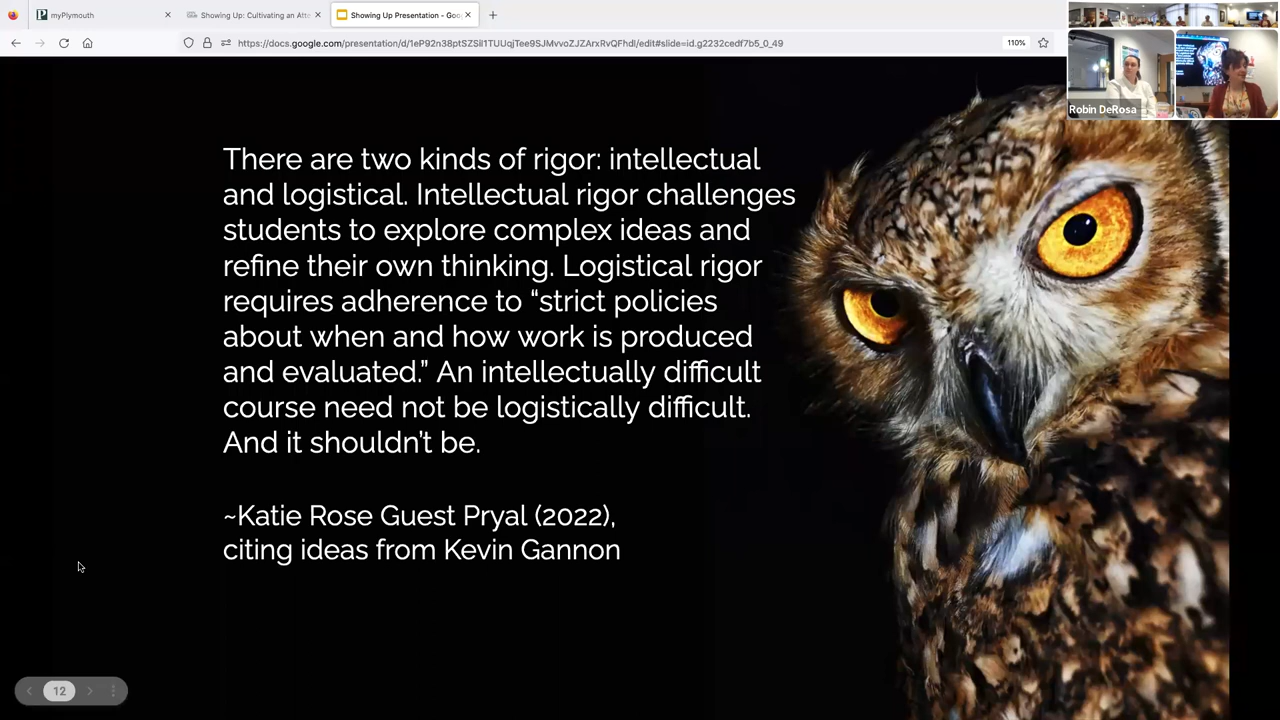 myPlymouth
Showing Up: Cultivating an Atte
Showing Up Presentation - Goo
https://docs.google.com/presentation/d/1eP92n38ptSZ9ITTUrgTee9SJMvvoZJzZArxRvQFhdI/edit#slide=id.g2232cedf7b5_0_49
110%
Robin DeRosa
There are two kinds of rigor: intellectual
and logistical. Intellectual rigor challenges
students to explore complex ideas and
refine their own thinking. Logistical rigor
requires adherence to “strict policies
about when and how work is produced
and evaluated.” An intellectually difficult
course need not be logistically difficult.
And it shouldn’t be.
~Katie Rose Guest Pryal (2022),
citing ideas from Kevin Gannon
12